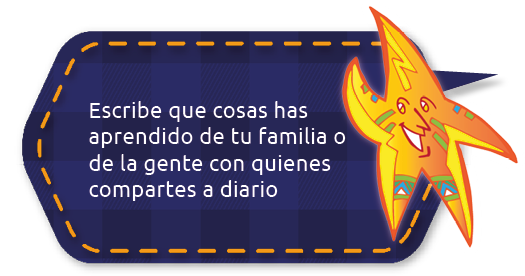 Escribe que cosas has
aprendido de tu familia o
de la gente con quienes
compartes a diario